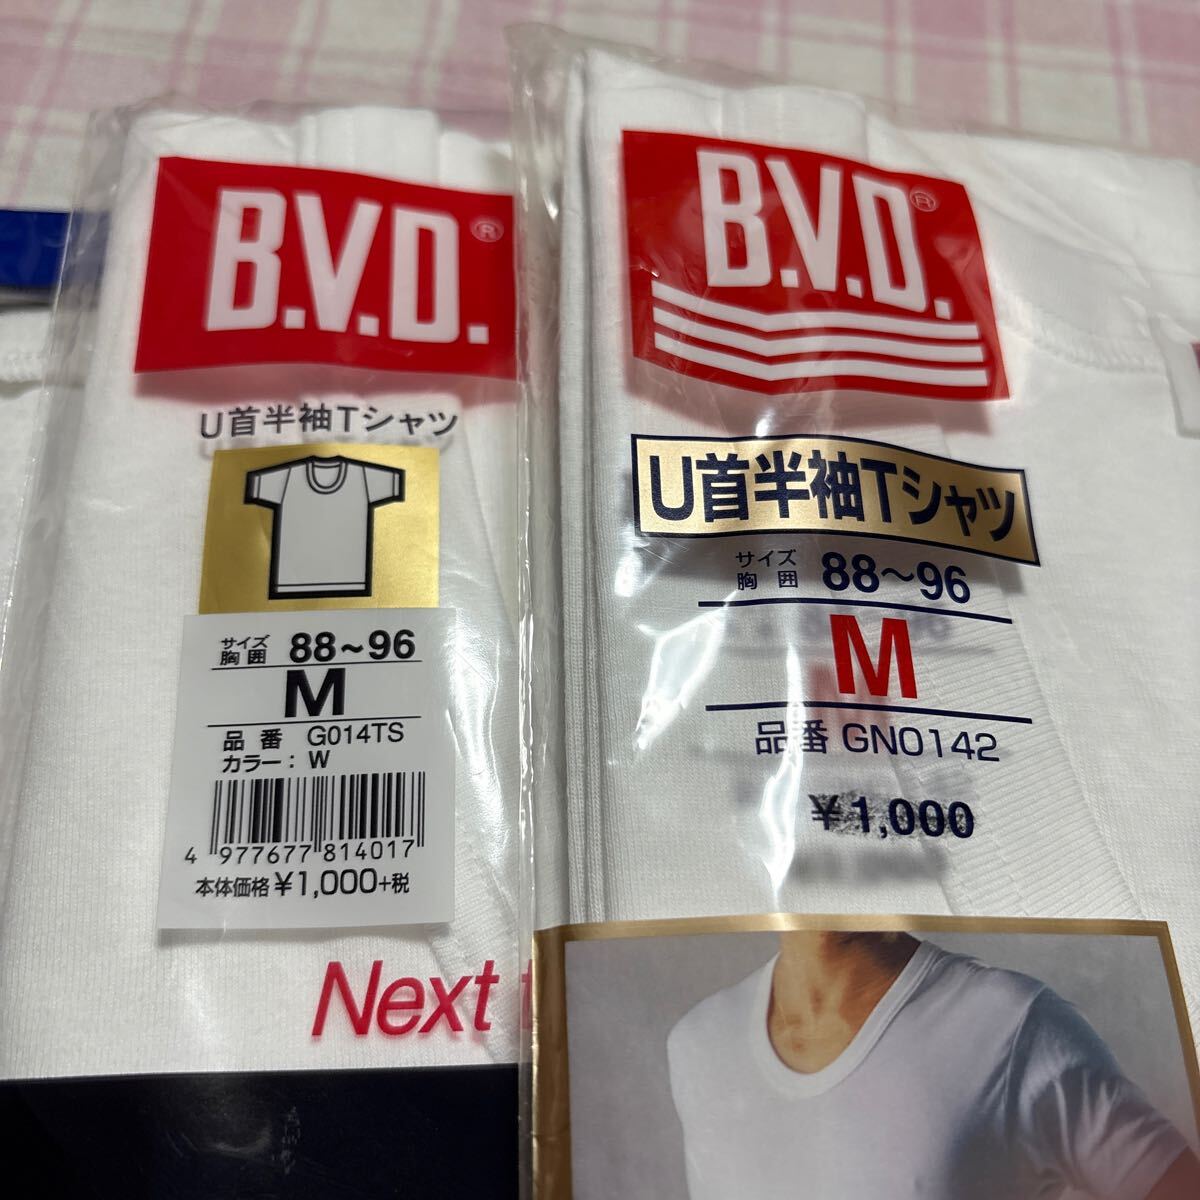 B.V.D.®
U首半袖Tシャツ
サイズ
胸囲 88～96
M
品番 G014TS
カラー：W
4 977677 814017
本体価格¥1,000+税
Next t
B.V.D.®
U首半袖Tシャツ
サイズ
胸囲 88～96
M
品番 GN0142
¥1,000